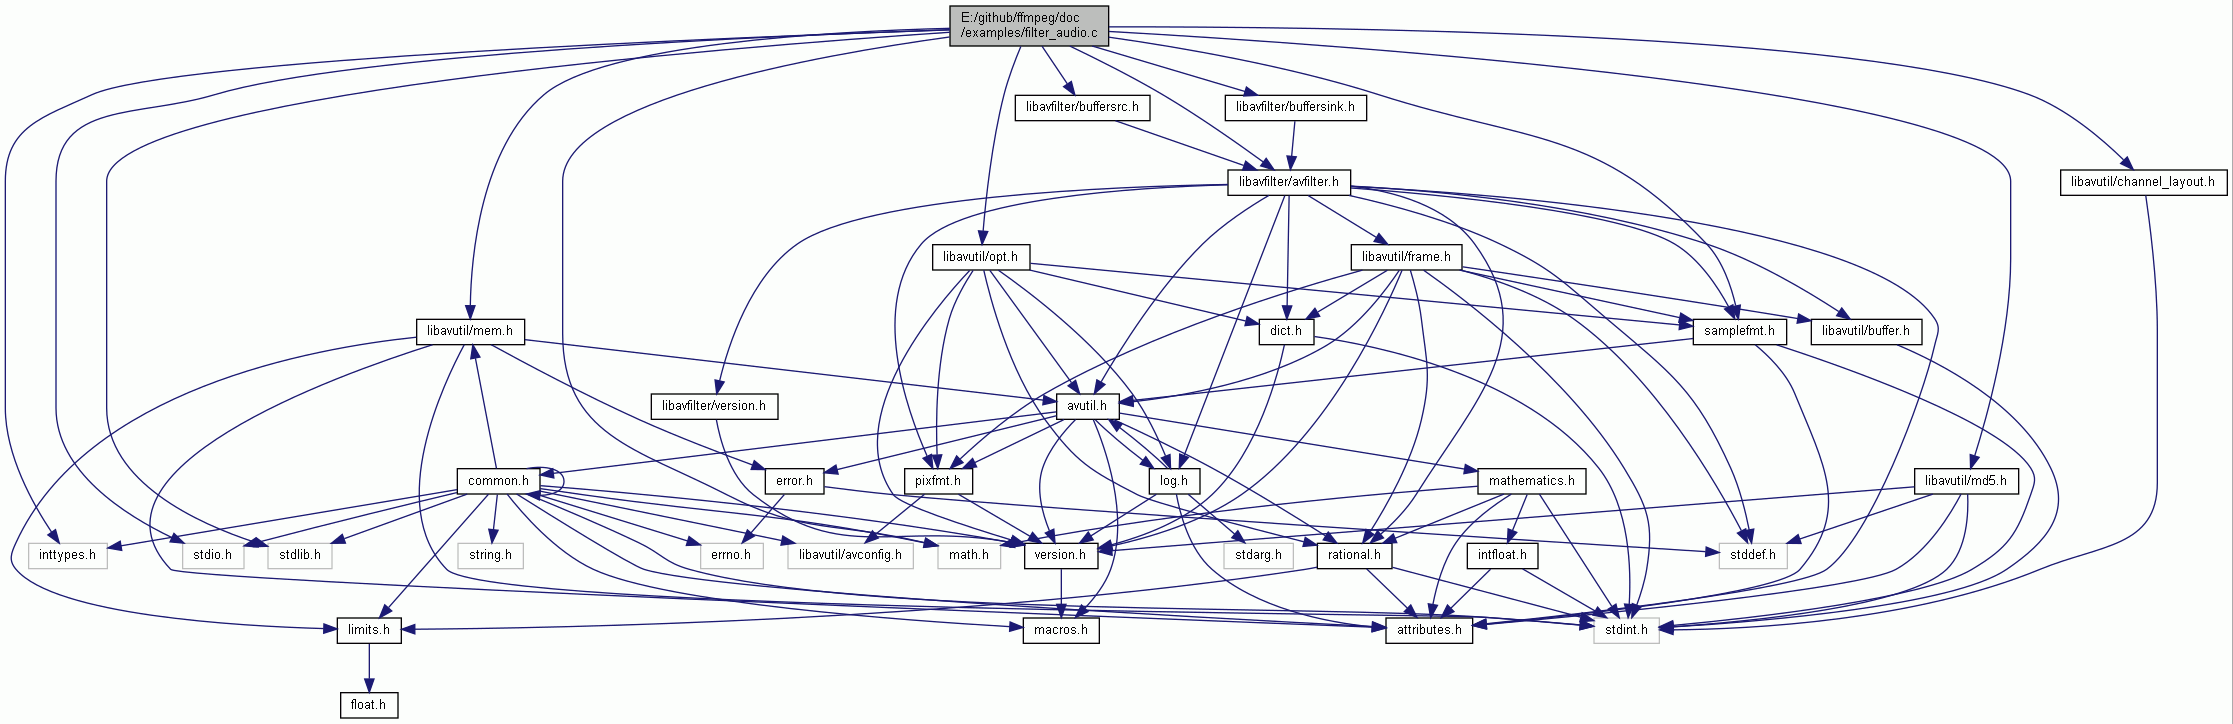 E:/github/ffmpeg/doc
/examples/filter_audio.c
libavfilter/buffersrc.h
libavfilter/buffersink.h
libavfilter/avfilter.h
libavutil/channel_layout.h
libavutil/opt.h
libavutil/frame.h
libavutil/mem.h
dict.h
samplefmt.h
libavutil/buffer.h
libavfilter/version.h
avutil.h
common.h
error.h
pixfmt.h
log.h
mathematics.h
libavutil/md5.h
inttypes.h
stdio.h
stdlib.h
string.h
errno.h
libavutil/avconfig.h
math.h
version.h
stdarg.h
rational.h
intfloat.h
stddef.h
limits.h
macros.h
attributes.h
stdint.h
float.h